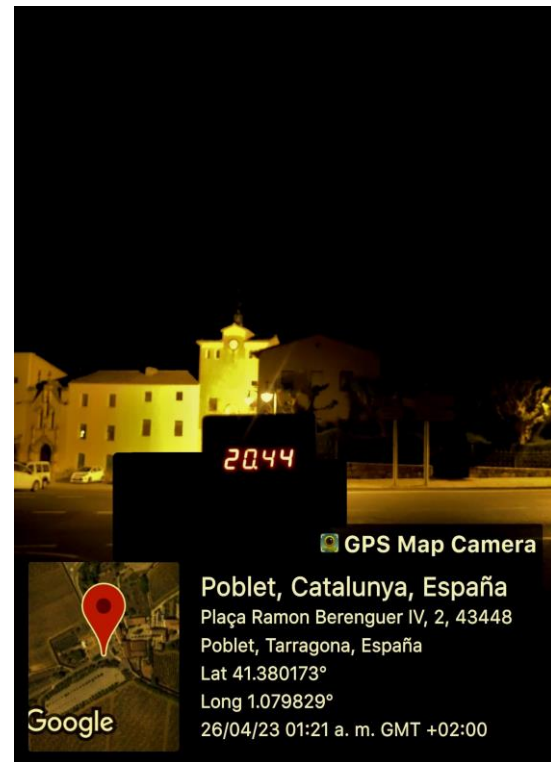 20.44
GPS Map Camera
Poblet, Catalunya, España
Plaça Ramon Berenguer IV, 2, 43448
Poblet, Tarragona, España
Lat 41.380173°
Long 1.079829°
26/04/23 01:21 a. m. GMT +02:00
Google